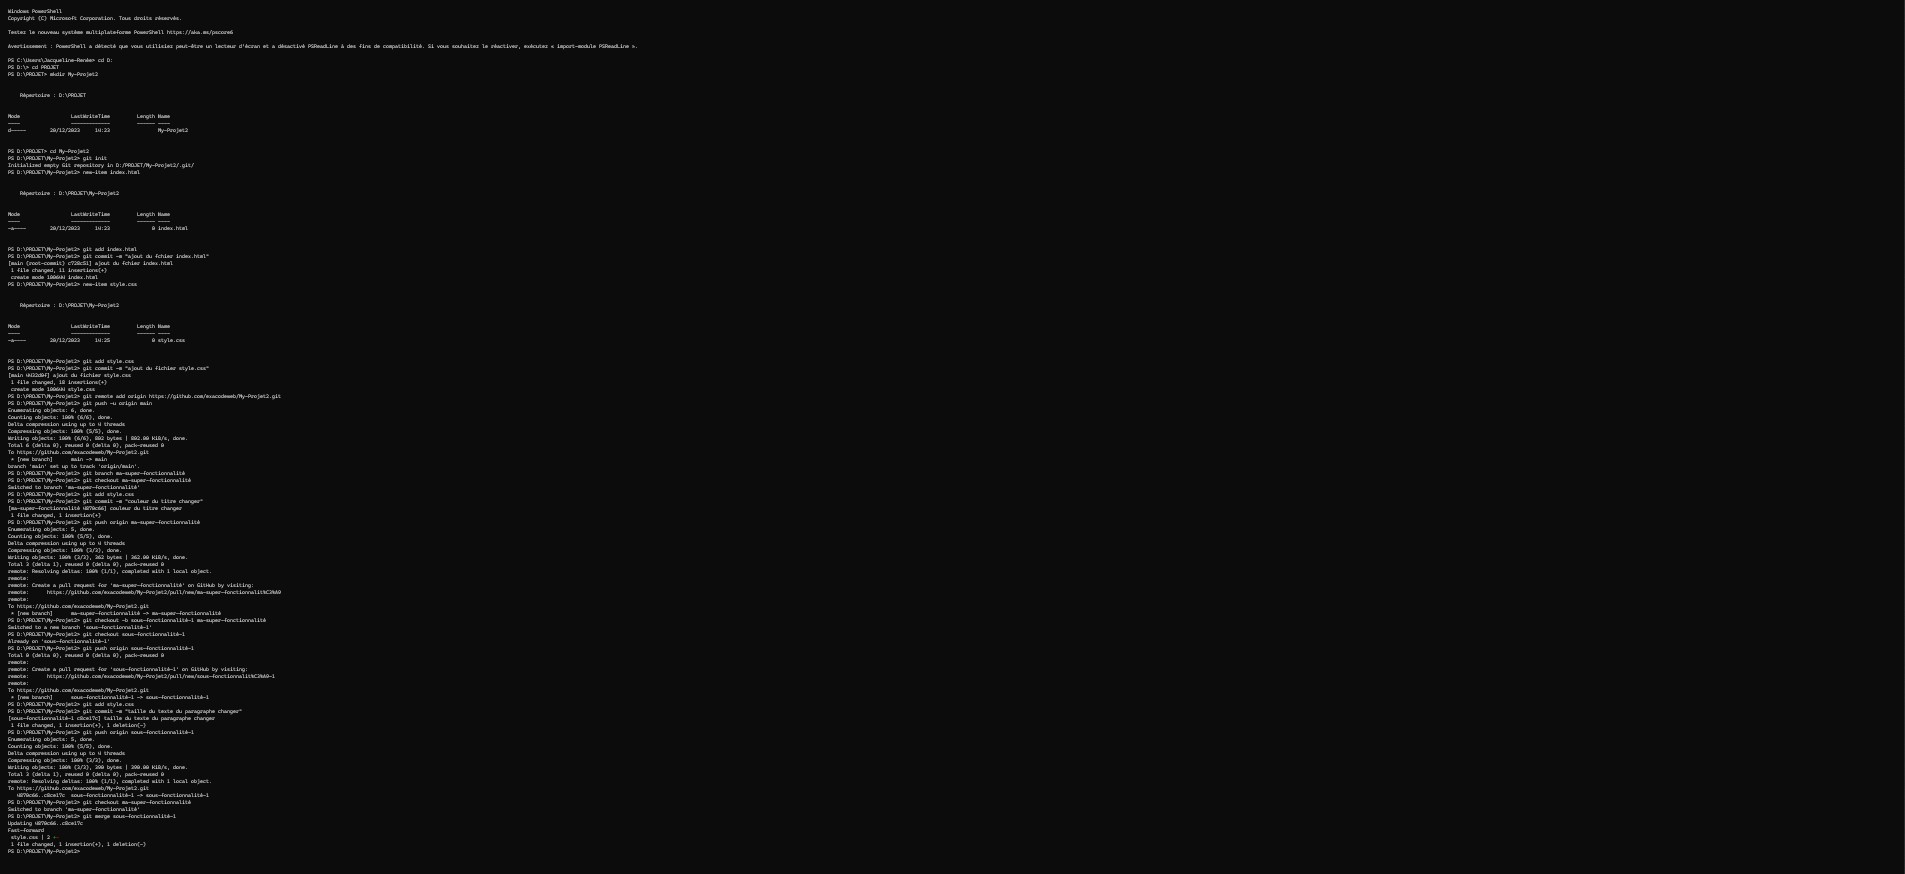 Windows PowerShell
Copyright (C) Microsoft Corporation. Tous droits réservés.
Testez le nouveau système multiplateforme PowerShell https://aka.ms/pscore6
Avertissement : PowerShell a détecté que vous utilisiez peut-être un lecteur d'écran et a désactivé PSReadLine à des fins de compatibilité. Si vous souhaitez le réactiver, exécutez « import-module PSReadLine ».
PS C:\Users\Jacqueline-Renée> cd D:
PS D:\> cd PROJET
PS D:\PROJET> mkdir My-Projet2
Répertoire : D:\PROJET
Mode LastWriteTime Length Name
---- ------------- ------ ----
d----- 20/12/2023 14:23 My-Projet2
PS D:\PROJET> cd My-Projet2
PS D:\PROJET\My-Projet2> git init
Initialized empty Git repository in D:/PROJET/My-Projet2/.git/
PS D:\PROJET\My-Projet2> new-item index.html
Répertoire : D:\PROJET\My-Projet2
Mode LastWriteTime Length Name
---- ------------- ------ ----
-a---- 20/12/2023 14:23 0 index.html
PS D:\PROJET\My-Projet2> git add index.html
PS D:\PROJET\My-Projet2> git commit -m "ajout du fchier index.html"
[main (root-commit) c728c51] ajout du fchier index.html
1 file changed, 11 insertions(+)
create mode 100644 index.html
PS D:\PROJET\My-Projet2> new-item style.css
Répertoire : D:\PROJET\My-Projet2
Mode LastWriteTime Length Name
---- ------------- ------ ----
-a---- 20/12/2023 14:25 0 style.css
PS D:\PROJET\My-Projet2> git add style.css
PS D:\PROJET\My-Projet2> git commit -m "ajout du fichier style.css"
[main 4432d0f] ajout du fichier style.css
1 file changed, 18 insertions(+)
create mode 100644 style.css
PS D:\PROJET\My-Projet2> git remote add origin https://github.com/exacodeweb/My-Projet2.git
PS D:\PROJET\My-Projet2> git push -u origin main
Enumerating objects: 6, done.
Counting objects: 100% (6/6), done.
Delta compression using up to 4 threads
Compressing objects: 100% (5/5), done.
Writing objects: 100% (6/6), 802 bytes | 802.00 KiB/s, done.
Total 6 (delta 0), reused 0 (delta 0), pack-reused 0
To https://github.com/exacodeweb/My-Projet2.git
* [new branch] main -> main
branch 'main' set up to track 'origin/main'.
PS D:\PROJET\My-Projet2> git branch ma-super-fonctionnalité
PS D:\PROJET\My-Projet2> git checkout ma-super-fonctionnalité
Switched to branch 'ma-super-fonctionnalité'
PS D:\PROJET\My-Projet2> git add style.css
PS D:\PROJET\My-Projet2> git commit -m "couleur du titre changer"
[ma-super-fonctionnalité 4870c66] couleur du titre changer
1 file changed, 1 insertion(+)
PS D:\PROJET\My-Projet2> git push origin ma-super-fonctionnalité
Enumerating objects: 5, done.
Counting objects: 100% (5/5), done.
Delta compression using up to 4 threads
Compressing objects: 100% (3/3), done.
Writing objects: 100% (3/3), 362 bytes | 362.00 KiB/s, done.
Total 3 (delta 1), reused 0 (delta 0), pack-reused 0
remote: Resolving deltas: 100% (1/1), completed with 1 local object.
remote:
remote: Create a pull request for 'ma-super-fonctionnalité' on GitHub by visiting:
remote: https://github.com/exacodeweb/My-Projet2/pull/new/ma-super-fonctionnalit%C3%A9
remote:
To https://github.com/exacodeweb/My-Projet2.git
* [new branch] ma-super-fonctionnalité -> ma-super-fonctionnalité
PS D:\PROJET\My-Projet2> git checkout -b sous-fonctionnalité-1 ma-super-fonctionnalité
Switched to a new branch 'sous-fonctionnalité-1'
PS D:\PROJET\My-Projet2> git checkout sous-fonctionnalité-1
Already on 'sous-fonctionnalité-1'
PS D:\PROJET\My-Projet2> git push origin sous-fonctionnalité-1
Total 0 (delta 0), reused 0 (delta 0), pack-reused 0
remote:
remote: Create a pull request for 'sous-fonctionnalité-1' on GitHub by visiting:
remote: https://github.com/exacodeweb/My-Projet2/pull/new/sous-fonctionnalit%C3%A9-1
remote:
To https://github.com/exacodeweb/My-Projet2.git
* [new branch] sous-fonctionnalité-1 -> sous-fonctionnalité-1
PS D:\PROJET\My-Projet2> git add style.css
PS D:\PROJET\My-Projet2> git commit -m "taille du texte du paragraphe changer"
[sous-fonctionnalité-1 c8ce17c] taille du texte du paragraphe changer
1 file changed, 1 insertion(+), 1 deletion(-)
PS D:\PROJET\My-Projet2> git push origin sous-fonctionnalité-1
Enumerating objects: 5, done.
Counting objects: 100% (5/5), done.
Delta compression using up to 4 threads
Compressing objects: 100% (3/3), done.
Writing objects: 100% (3/3), 390 bytes | 390.00 KiB/s, done.
Total 3 (delta 1), reused 0 (delta 0), pack-reused 0
remote: Resolving deltas: 100% (1/1), completed with 1 local object.
To https://github.com/exacodeweb/My-Projet2.git
4870c66..c8ce17c sous-fonctionnalité-1 -> sous-fonctionnalité-1
PS D:\PROJET\My-Projet2> git checkout ma-super-fonctionnalité
Switched to branch 'ma-super-fonctionnalité'
PS D:\PROJET\My-Projet2> git merge sous-fonctionnalité-1
Updating 4870c66..c8ce17c
Fast-forward
style.css | 2 +-
1 file changed, 1 insertion(+), 1 deletion(-)
PS D:\PROJET\My-Projet2>